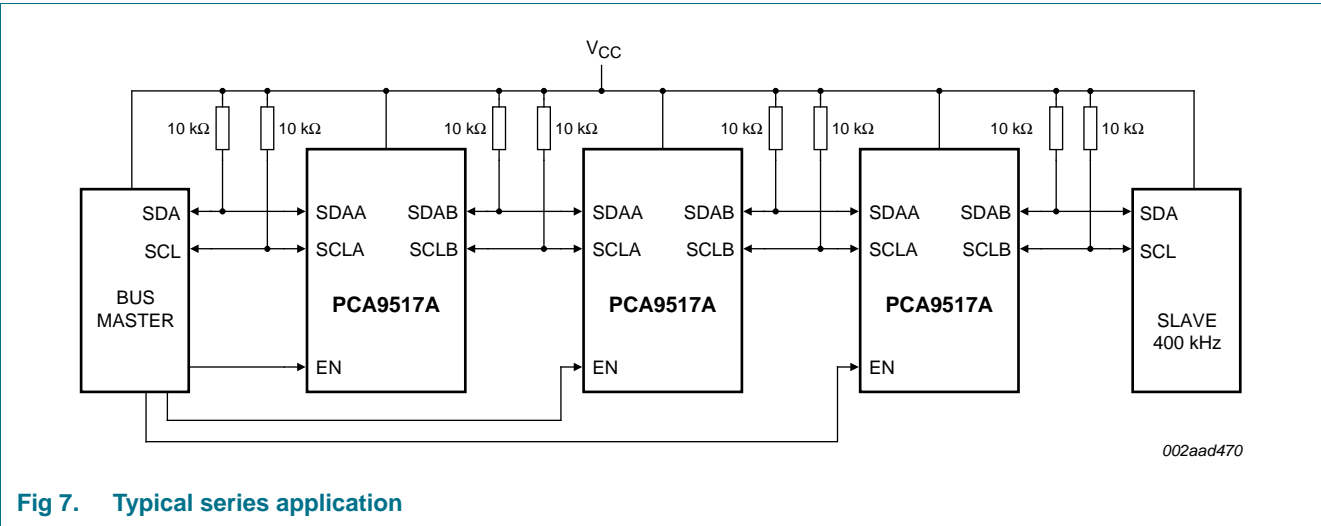 VCC
10 kΩ 10 kΩ 10 kΩ 10 kΩ 10 kΩ 10 kΩ 10 kΩ 10 kΩ
SDA SDAA SDAB SDAA SDAB SDAA SDAB SDA
SCL SCLA SCLB SCLA SCLB SCLA SCLB SCL
BUS
MASTER
PCA9517A PCA9517A PCA9517A
SLAVE
400 kHz
EN EN EN
002aad470
Fig 7. Typical series application